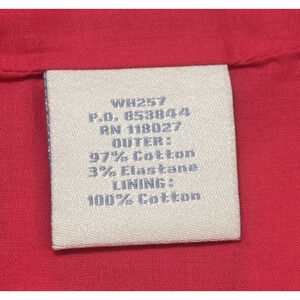 WH257
P.O. 853844
RN 118027
OUTER:
97% Cotton
3% Elastane
LINING:
100% Cotton